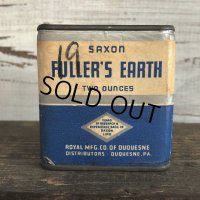 19
SAXON
FULLER'S EARTH
TWO OUNCES
SOLD OUT
ROYAL MFG CO. OF DUQUESNE
DISTRIBUTORS · DUQUESNE, PA.